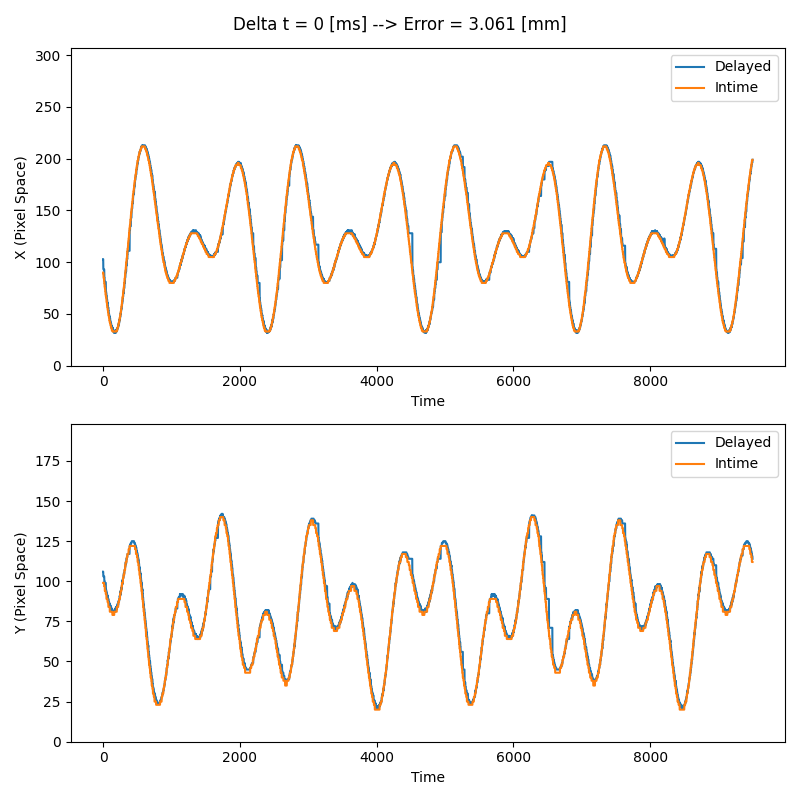 Delta t = 0 [ms] --> Error = 3.061 [mm]
300
250
200
150
100
50
0
X (Pixel Space)
Delayed
Intime
0
2000
4000
6000
8000
Time
175
150
125
100
75
50
25
0
Y (Pixel Space)
Delayed
Intime
0
2000
4000
6000
8000
Time